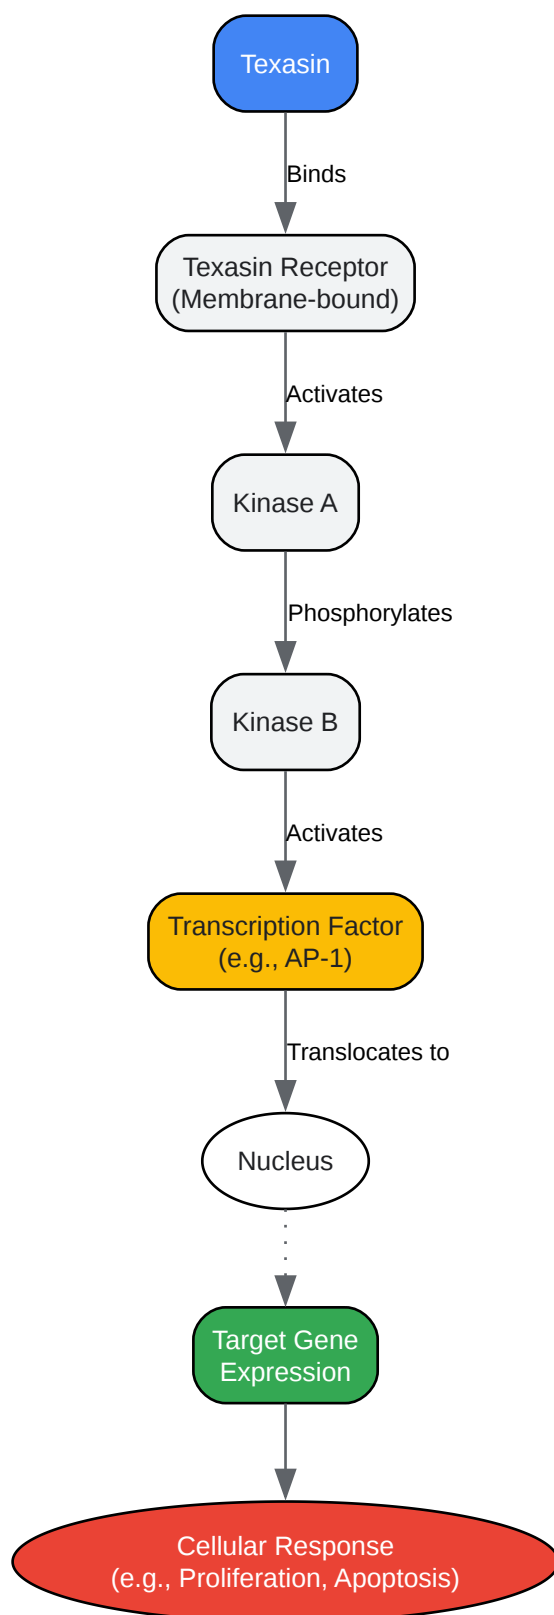 Texasin
Binds
Texasin Receptor
(Membrane-bound)
Activates
Kinase A
Phosphorylates
Kinase B
Activates
Transcription Factor
(e.g., AP-1)
Translocates to
Nucleus
Target Gene
Expression
Cellular Response
(e.g., Proliferation, Apoptosis)